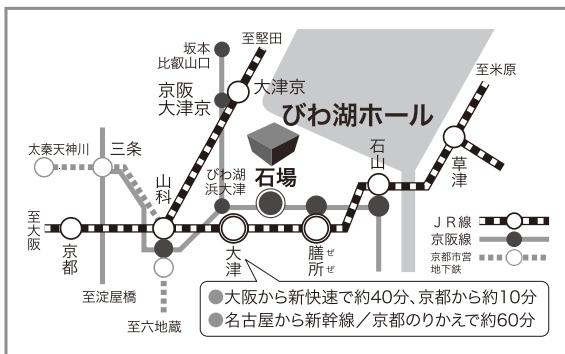 至堅田
坂本
比叡山口
至米原
京阪
大津京
大津京
びわ湖ホール
太秦天神川
三条
山科
びわ湖
浜大津
石場
石山
草津
至大阪
京都
大津
膳所
ぜぜ
JR線
京阪線
京都市営
地下鉄
至淀屋橋
至六地蔵
●大阪から新快速で約40分、京都から約10分
●名古屋から新幹線/京都のりかえで約60分